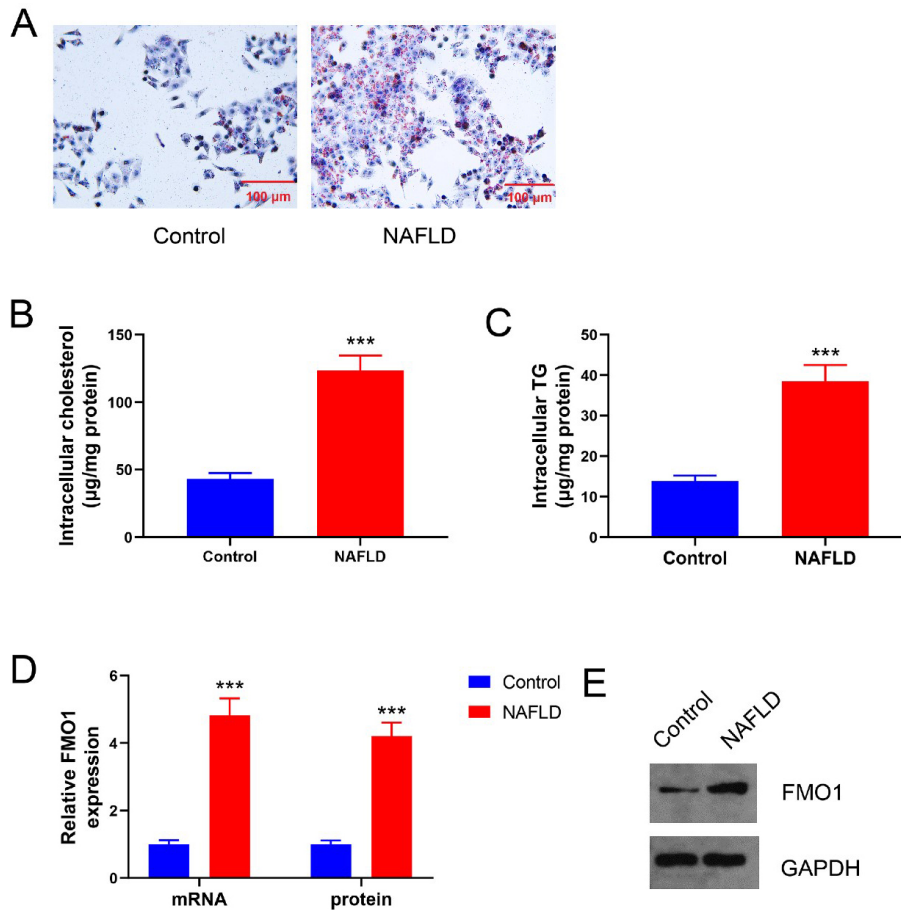 A
100 µm
100 µm
Control
NAFLD
B
Intracellular cholesterol
(µg/mg protein)
150
100
50
0
***
Control
NAFLD
C
Intracellular TG
(µg/mg protein)
50
40
30
20
10
0
***
Control
NAFLD
D
Relative FMO1
expression
6
4
2
0
***
***
mRNA
protein
Control
NAFLD
E
Control
NAFLD
FMO1
GAPDH